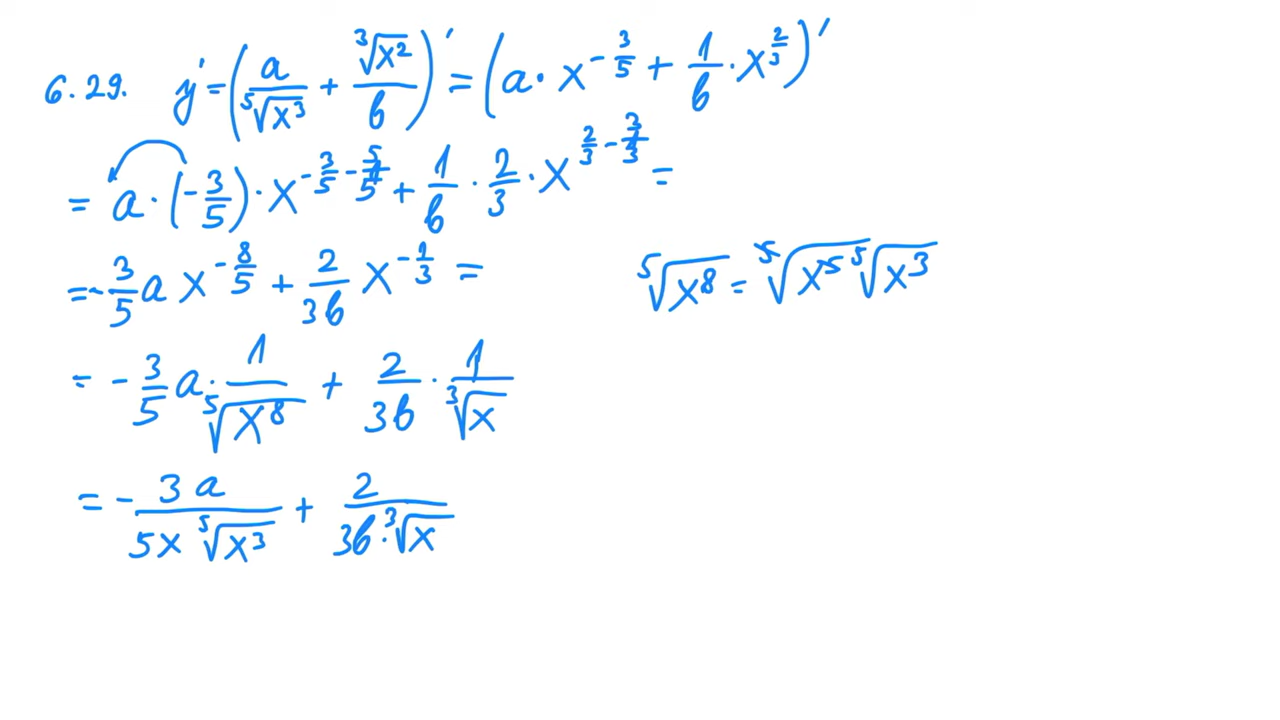 6.29. y' = (a/⁵√x³ + ³√x²/b)' = (a · x^(-3/5) + 1/b · x^(2/3))'
= a · (-3/5) · x^(-3/5 - 5/5) + 1/b · 2/3 · x^(2/3 - 3/3) =
= -3/5 a x^(-8/5) + 2/3b x^(-1/3) =
⁵√x⁸ = ⁵√x⁵ ⁵√x³
= -3/5 a · 1/⁵√x⁸ + 2/3b · 1/³√x
= - 3a/5x ⁵√x³ + 2/3b · ³√x